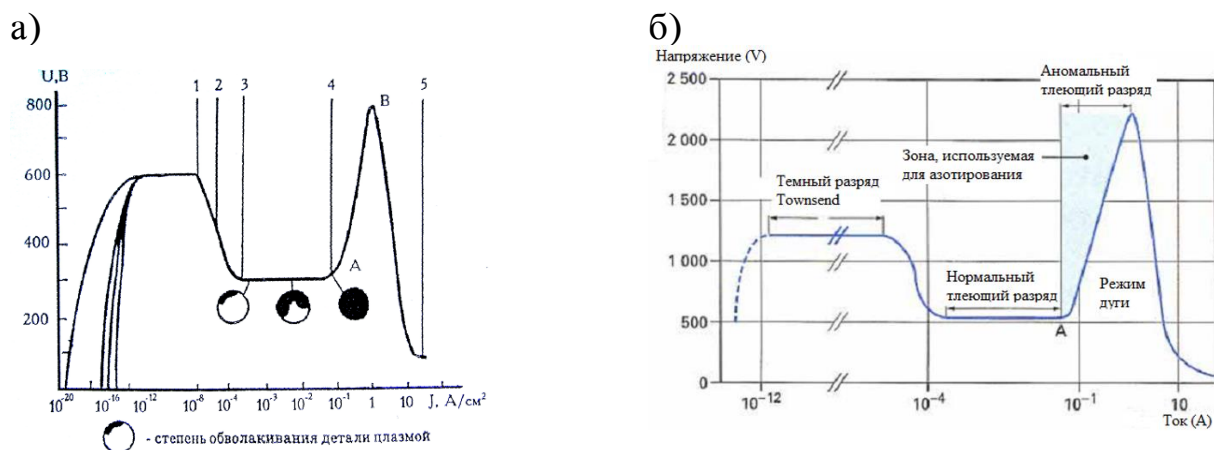 а)
U,В
800
600
400
200
1 2 3 4 5
В
А
10⁻²⁰ 10⁻¹⁶ 10⁻¹² 10⁻⁸ 10⁻⁴ 10⁻³ 10⁻² 10⁻¹ 1 10 J, А/см²
- степень обволакивания детали плазмой
б)
Напряжение (V)
2 500
2 000
1 500
1 000
500
0
Аномальный
тлеющий разряд
Зона, используемая
для азотирования
Темный разряд
Townsend
Нормальный
тлеющий разряд
Режим
дуги
А
10⁻¹² 10⁻⁴ 10⁻¹ 10
Ток (А)